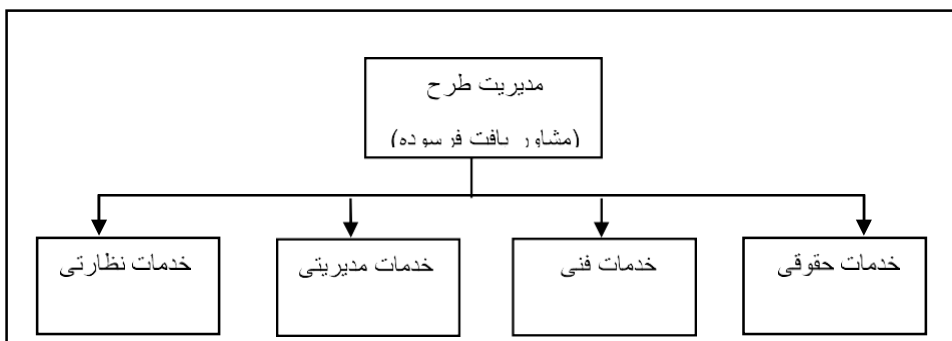 مدیریت طرح
(مشاور بافت فرسوده)
خدمات حقوقی
خدمات فنی
خدمات مدیریتی
خدمات نظارتی